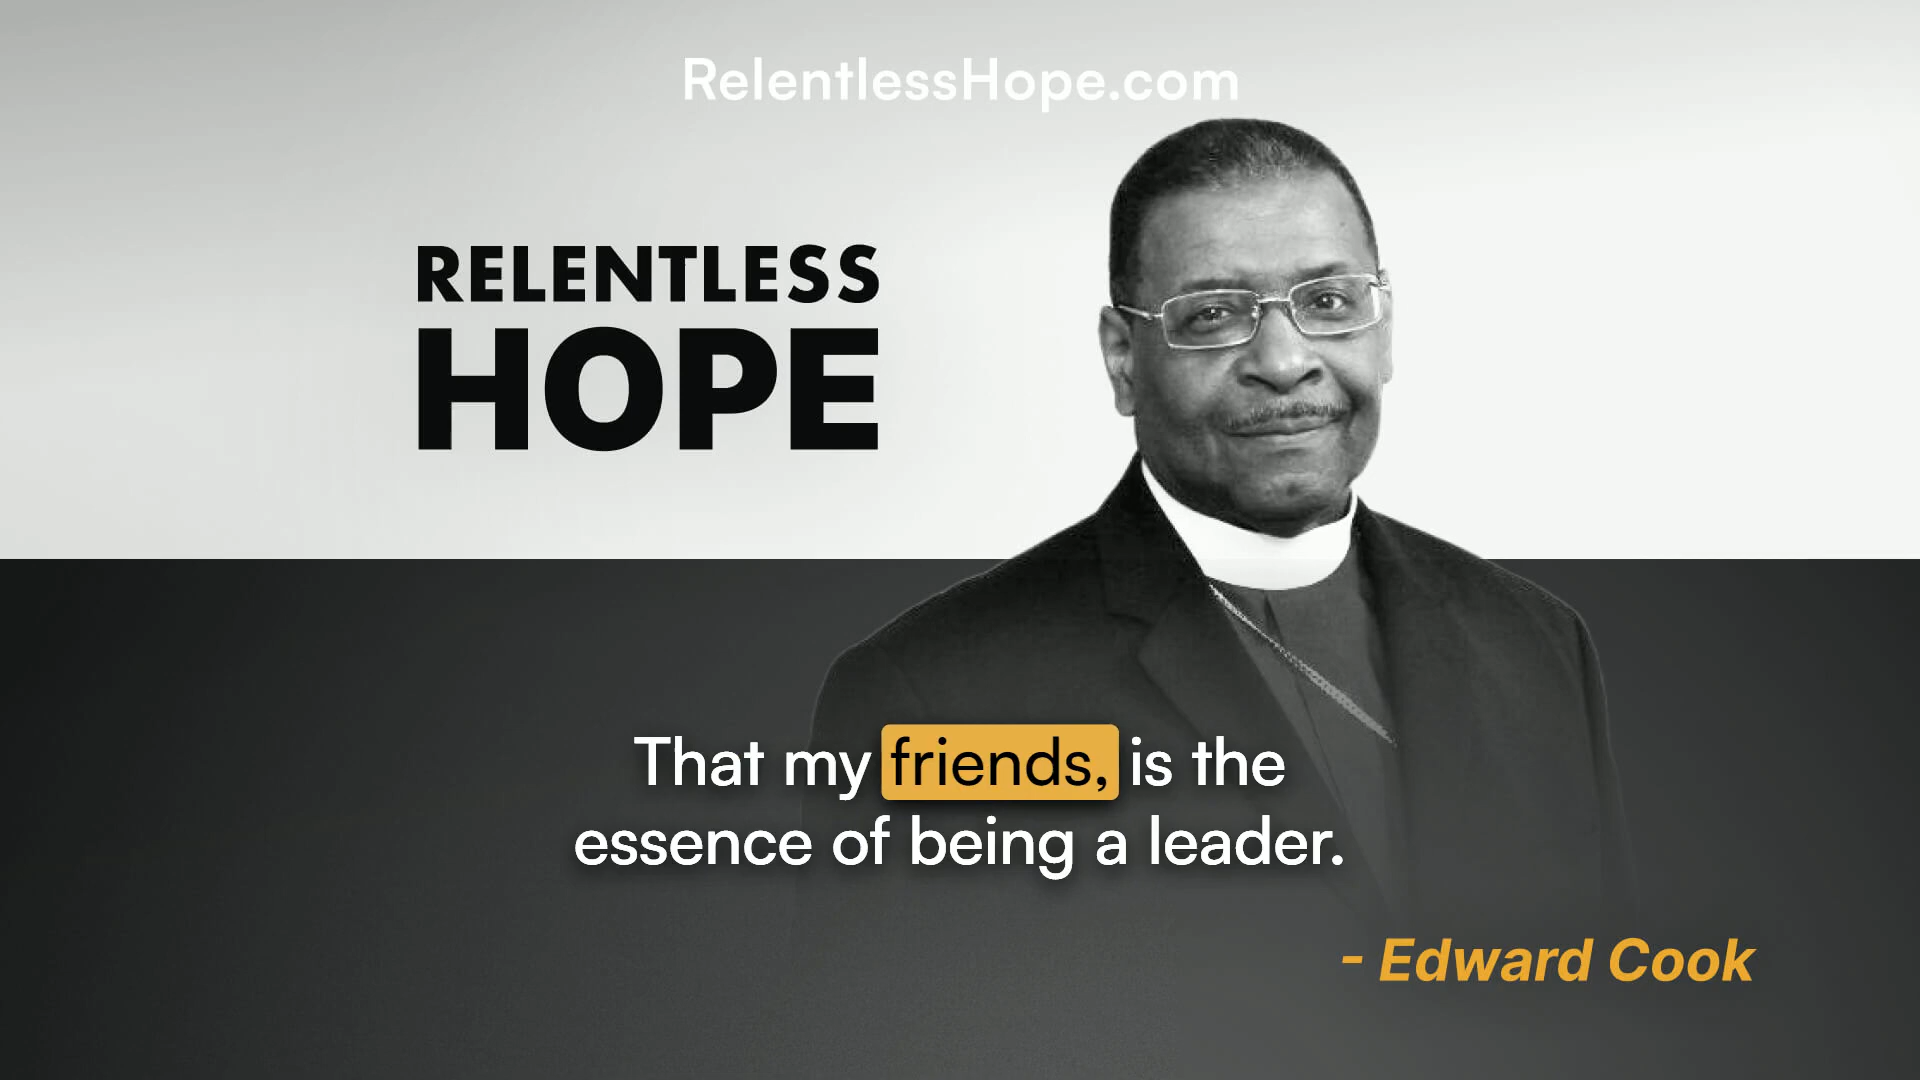 RelentlessHope.com
RELENTLESS
HOPE
That my friends, is the
essence of being a leader.
- Edward Cook